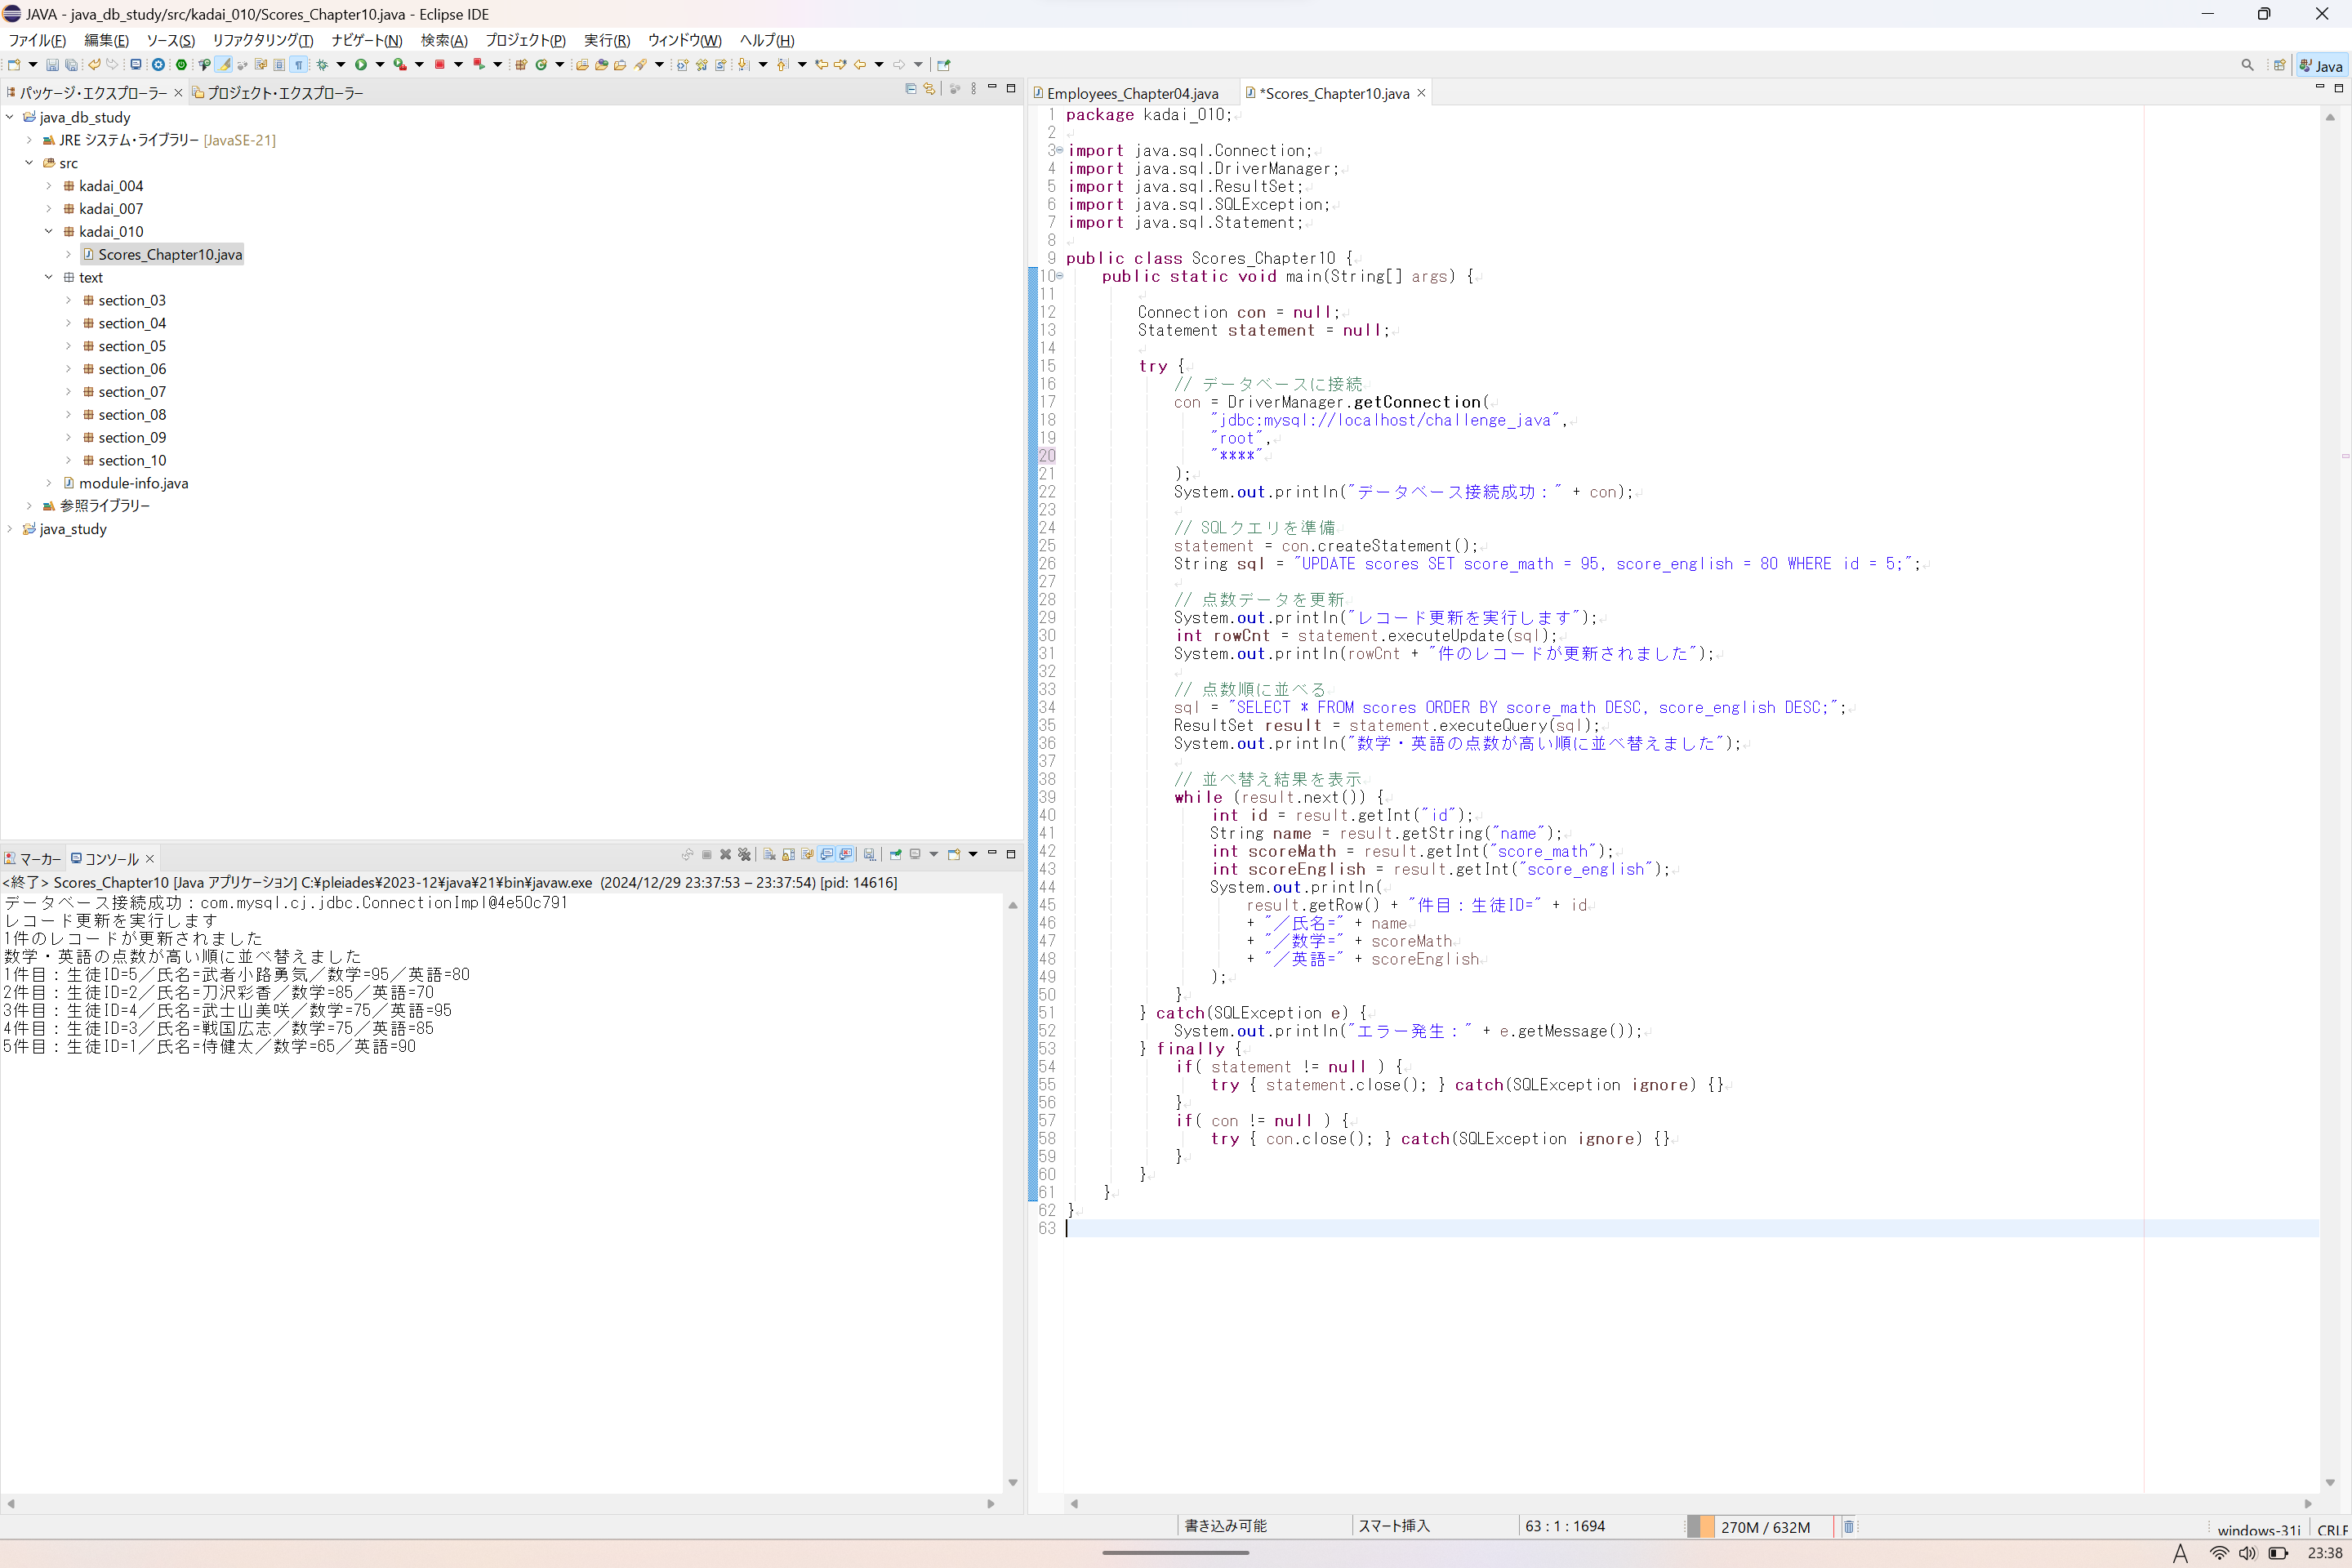 JAVA - java_db_study/src/kadai_010/Scores_Chapter10.java - Eclipse IDE
ファイル(F) 編集(E) ソース(S) リファクタリング(T) ナビゲート(N) 検索(A) プロジェクト(P) 実行(R) ウィンドウ(W) ヘルプ(H)
Java
パッケージ・エクスプローラー プロジェクト・エクスプローラー
java_db_study
JRE システム・ライブラリー [JavaSE-21]
src
kadai_004
kadai_007
kadai_010
Scores_Chapter10.java
text
section_03
section_04
section_05
section_06
section_07
section_08
section_09
section_10
module-info.java
参照ライブラリー
java_study
マーカー コンソール
<終了> Scores_Chapter10 [Java アプリケーション] C:¥pleiades¥2023-12¥java¥21¥bin¥javaw.exe (2024/12/29 23:37:53 – 23:37:54) [pid: 14616]
データベース接続成功：com.mysql.cj.jdbc.ConnectionImpl@4e50c791
レコード更新を実行します
1件のレコードが更新されました
数学・英語の点数が高い順に並べ替えました
1件目：生徒ID=5／氏名=武者小路勇気／数学=95／英語=80
2件目：生徒ID=2／氏名=刀沢彩香／数学=85／英語=70
3件目：生徒ID=4／氏名=武士山美咲／数学=75／英語=95
4件目：生徒ID=3／氏名=戦国広志／数学=75／英語=85
5件目：生徒ID=1／氏名=侍健太／数学=65／英語=90
Employees_Chapter04.java *Scores_Chapter10.java
1 package kadai_010;
2
3 import java.sql.Connection;
4 import java.sql.DriverManager;
5 import java.sql.ResultSet;
6 import java.sql.SQLException;
7 import java.sql.Statement;
8
9 public class Scores_Chapter10 {
10 public static void main(String[] args) {
11
12 Connection con = null;
13 Statement statement = null;
14
15 try {
16 // データベースに接続
17 con = DriverManager.getConnection(
18 "jdbc:mysql://localhost/challenge_java",
19 "root",
20 "****"
21 );
22 System.out.println("データベース接続成功：" + con);
23
24 // SQLクエリを準備
25 statement = con.createStatement();
26 String sql = "UPDATE scores SET score_math = 95, score_english = 80 WHERE id = 5;";
27
28 // 点数データを更新
29 System.out.println("レコード更新を実行します");
30 int rowCnt = statement.executeUpdate(sql);
31 System.out.println(rowCnt + "件のレコードが更新されました");
32
33 // 点数順に並べる
34 sql = "SELECT * FROM scores ORDER BY score_math DESC, score_english DESC;";
35 ResultSet result = statement.executeQuery(sql);
36 System.out.println("数学・英語の点数が高い順に並べ替えました");
37
38 // 並べ替え結果を表示
39 while (result.next()) {
40 int id = result.getInt("id");
41 String name = result.getString("name");
42 int scoreMath = result.getInt("score_math");
43 int scoreEnglish = result.getInt("score_english");
44 System.out.println(
45 result.getRow() + "件目：生徒ID=" + id
46 + "／氏名=" + name
47 + "／数学=" + scoreMath
48 + "／英語=" + scoreEnglish
49 );
50 }
51 } catch(SQLException e) {
52 System.out.println("エラー発生：" + e.getMessage());
53 } finally {
54 if( statement != null ) {
55 try { statement.close(); } catch(SQLException ignore) {}
56 }
57 if( con != null ) {
58 try { con.close(); } catch(SQLException ignore) {}
59 }
60 }
61 }
62 }
63
書き込み可能 スマート挿入 63 : 1 : 1694 270M / 632M windows-31j CRLF
A 23:38